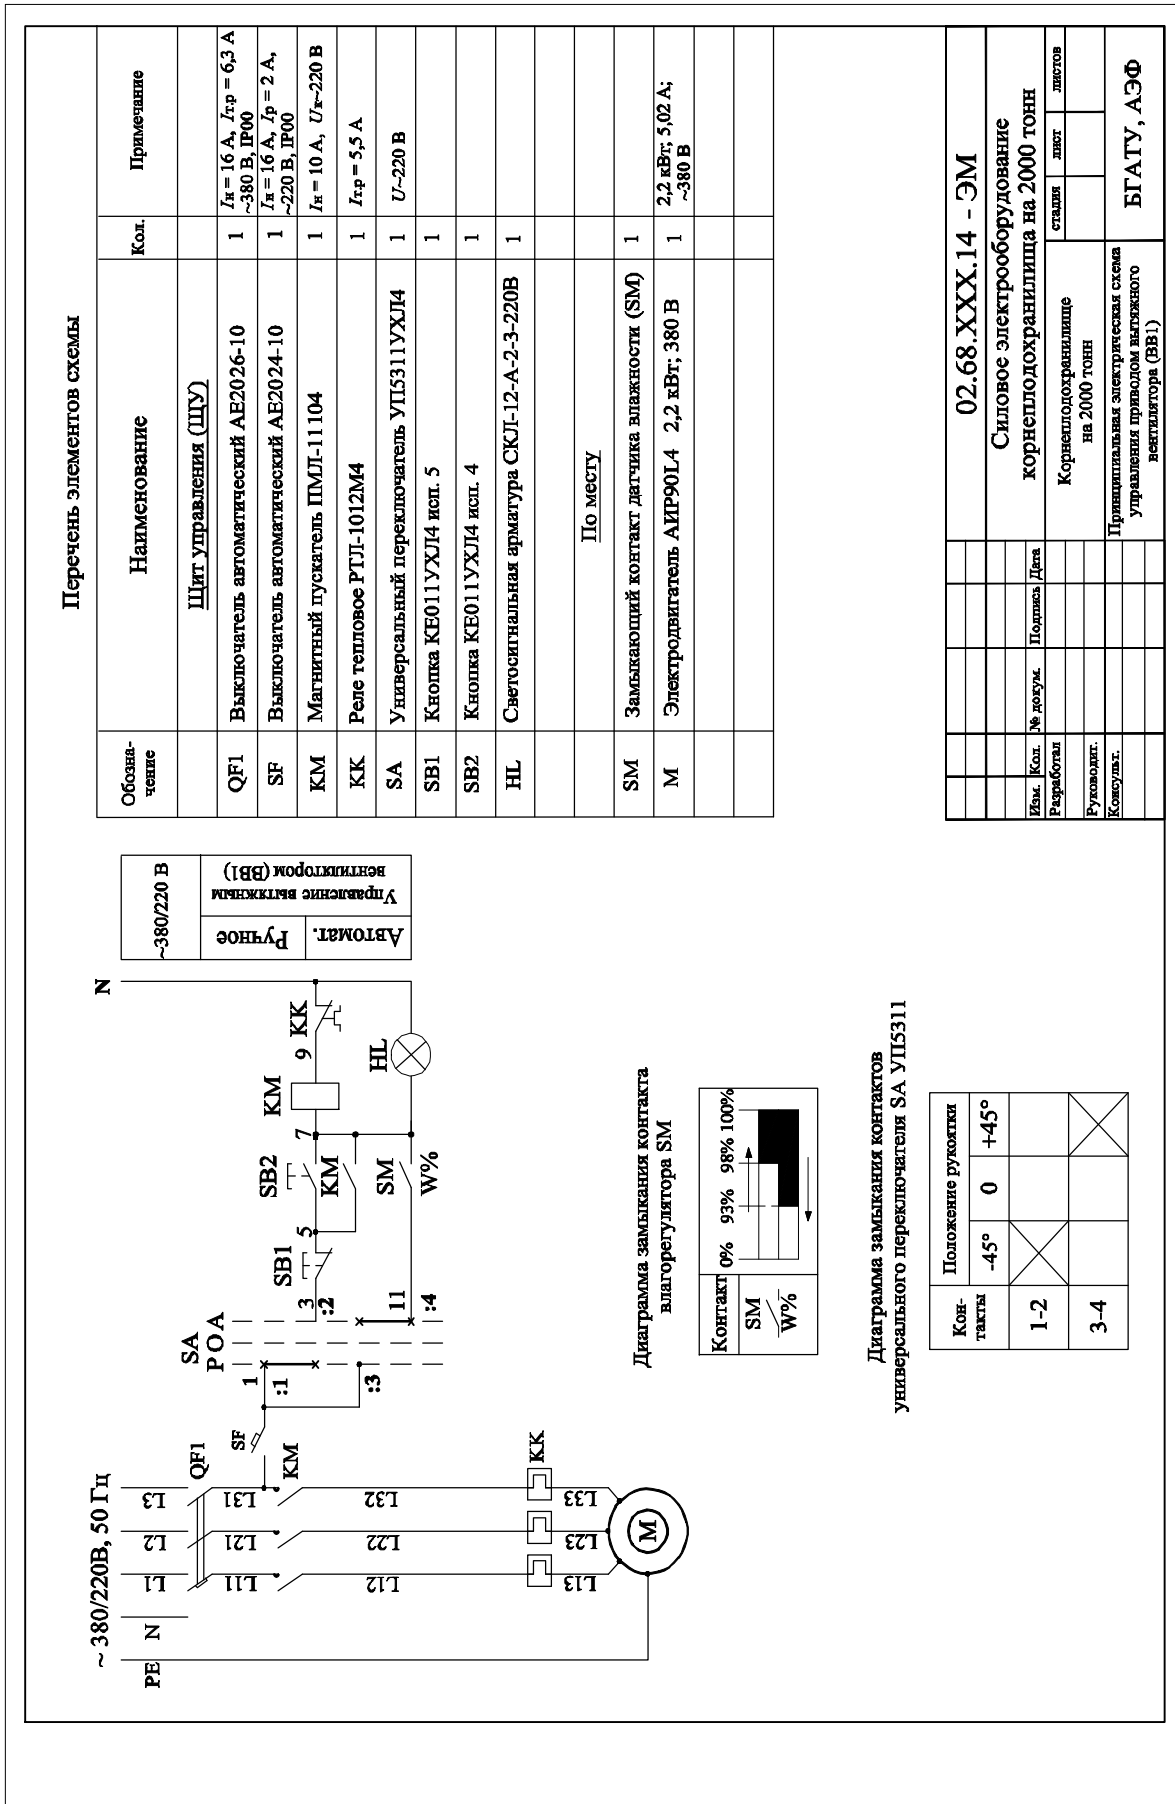 ~ 380/220В, 50 Гц
PE
N
L1
L2
L3
QF1
L11
L21
L31
SF
KM
L12
L22
L32
KK
L13
L23
L33
M
SA
P O A
1
:1
:3
3
:2
11
:4
SB1
5
SB2
KM
SM
W%
7
KM
9
KK
HL
N
~380/220 В
Ручное
Автомат.
Управление вытяжным
вентилятором (ВВ1)
Диаграмма замыкания контакта
влагорегулятора SM
Контакт
0% 93% 98% 100%
SM
W%
Диаграмма замыкания контактов
универсального переключателя SA УП5311
Кон-
такты
Положение рукоятки
-45° 0 +45°
1-2
3-4
Перечень элементов схемы
Обозна-
чение
Наименование
Кол.
Примечание
Щит управления (ЩУ)
QF1 Выключатель автоматический АЕ2026-10 1 Iн = 16 А, Iт.р = 6,3 А
~380 В, IP00
SF Выключатель автоматический АЕ2024-10 1 Iн = 16 А, Iр = 2 А,
~220 В, IP00
KM Магнитный пускатель ПМЛ-11104 1 Iн = 10 А, Uк~220 В
KK Реле тепловое РТЛ-1012М4 1 Iт.р = 5,5 А
SA Универсальный переключатель УП5311УХЛ4 1 U~220 В
SB1 Кнопка КЕ011УХЛ4 исп. 5 1
SB2 Кнопка КЕ011УХЛ4 исп. 4 1
HL Светосигнальная арматура СКЛ-12-А-2-3-220В 1
По месту
SM Замыкающий контакт датчика влажности (SM) 1
M Электродвигатель АИР90L4 2,2 кВт; 380 В 1 2,2 кВт; 5,02 А;
~380 В
02.68.ХХХ.14 - ЭМ
Силовое электрооборудование
корнеплодохранилища на 2000 тонн
Изм. Кол. № докум. Подпись Дата
Разработал
Руководит.
Консульт.
Корнеплодохранилище
на 2000 тонн
стадия лист листов
Принципиальная электрическая схема
управления приводом вытяжного
вентилятора (ВВ1)
БГАТУ, АЭФ